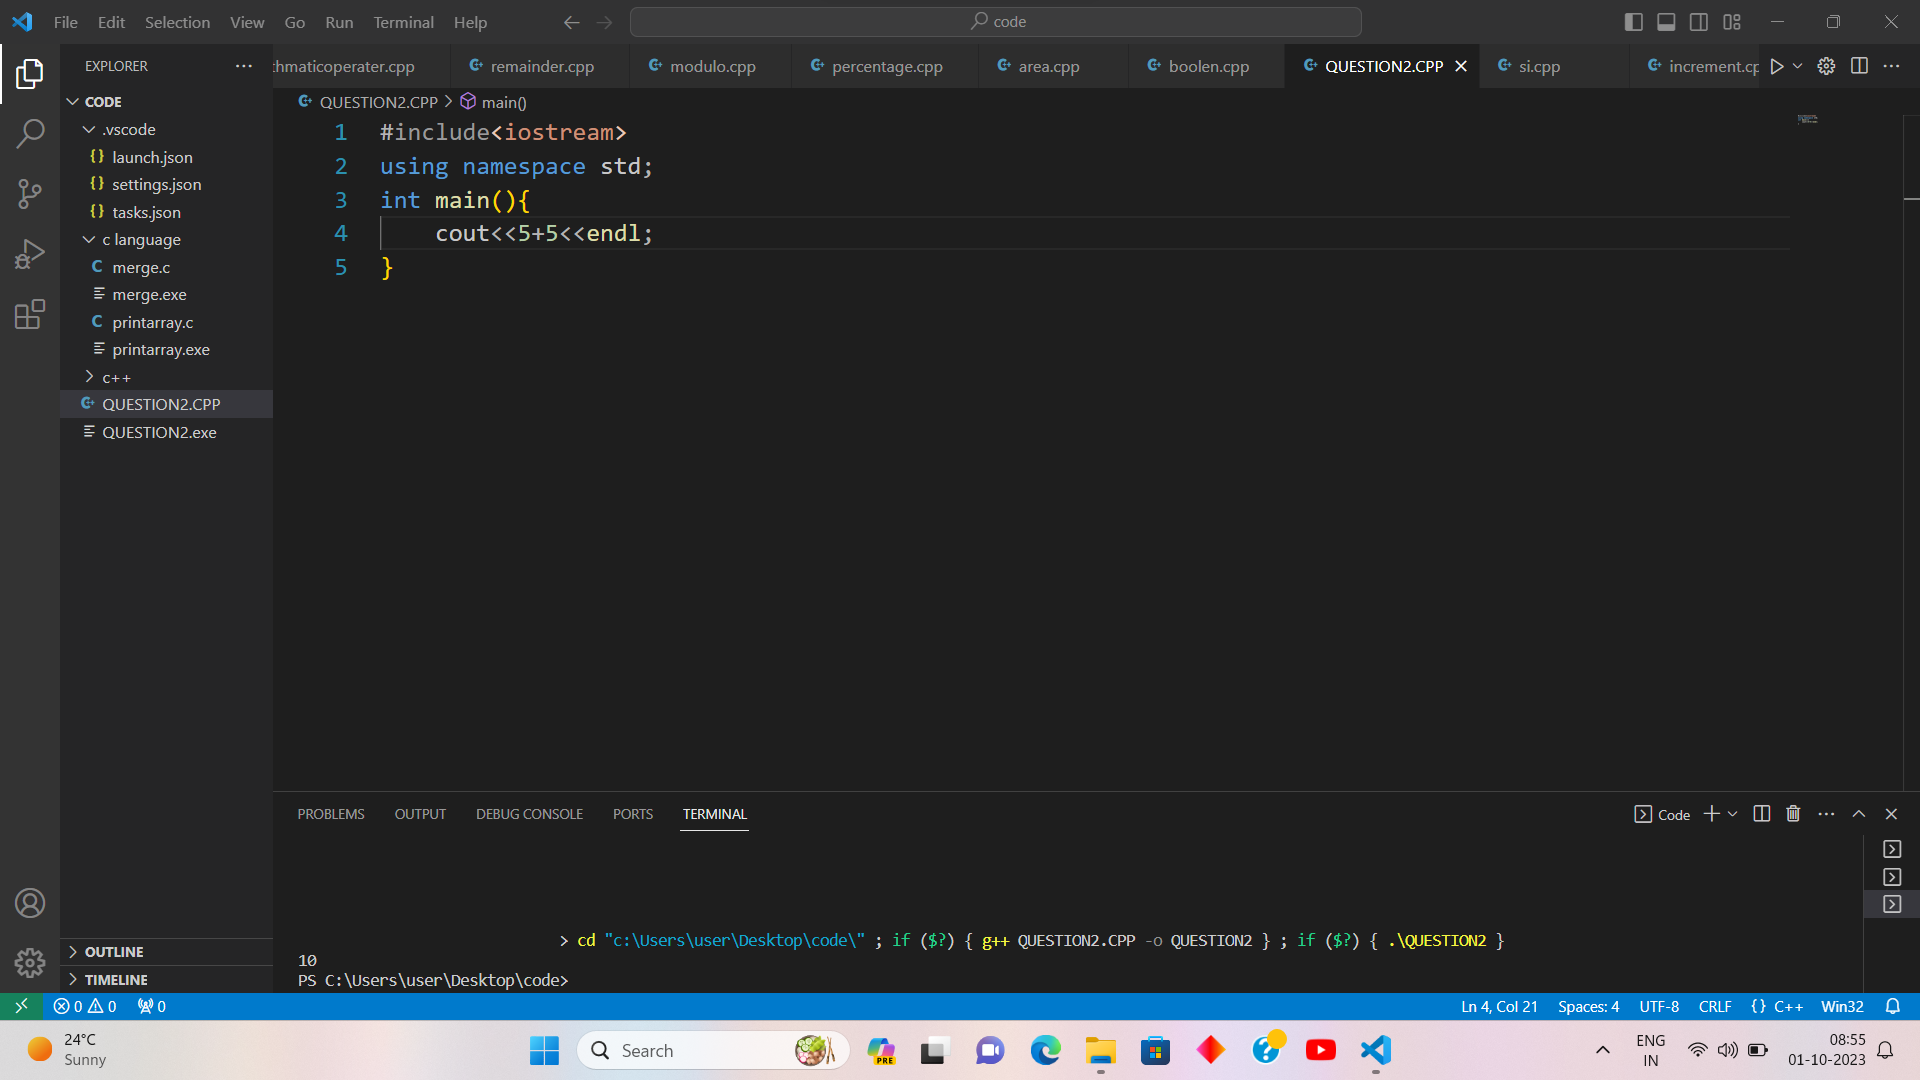 File Edit Selection View Go Run Terminal Help
code
EXPLORER
thmaticoperater.cpp remainder.cpp modulo.cpp percentage.cpp area.cpp boolen.cpp QUESTION2.CPP si.cpp increment.cp
CODE
QUESTION2.CPP > main()
.vscode
launch.json
settings.json
tasks.json
c language
merge.c
merge.exe
printarray.c
printarray.exe
c++
QUESTION2.CPP
QUESTION2.exe
1 #include<iostream>
2 using namespace std;
3 int main(){
4 cout<<5+5<<endl;
5 }
PROBLEMS OUTPUT DEBUG CONSOLE PORTS TERMINAL
Code
> cd "c:\Users\user\Desktop\code\" ; if ($?) { g++ QUESTION2.CPP -o QUESTION2 } ; if ($?) { .\QUESTION2 }
10
PS C:\Users\user\Desktop\code>
OUTLINE
TIMELINE
0 0 0
Ln 4, Col 21 Spaces: 4 UTF-8 CRLF {} C++ Win32
24°C
Sunny
Search
PRE
ENG
IN
08:55
01-10-2023